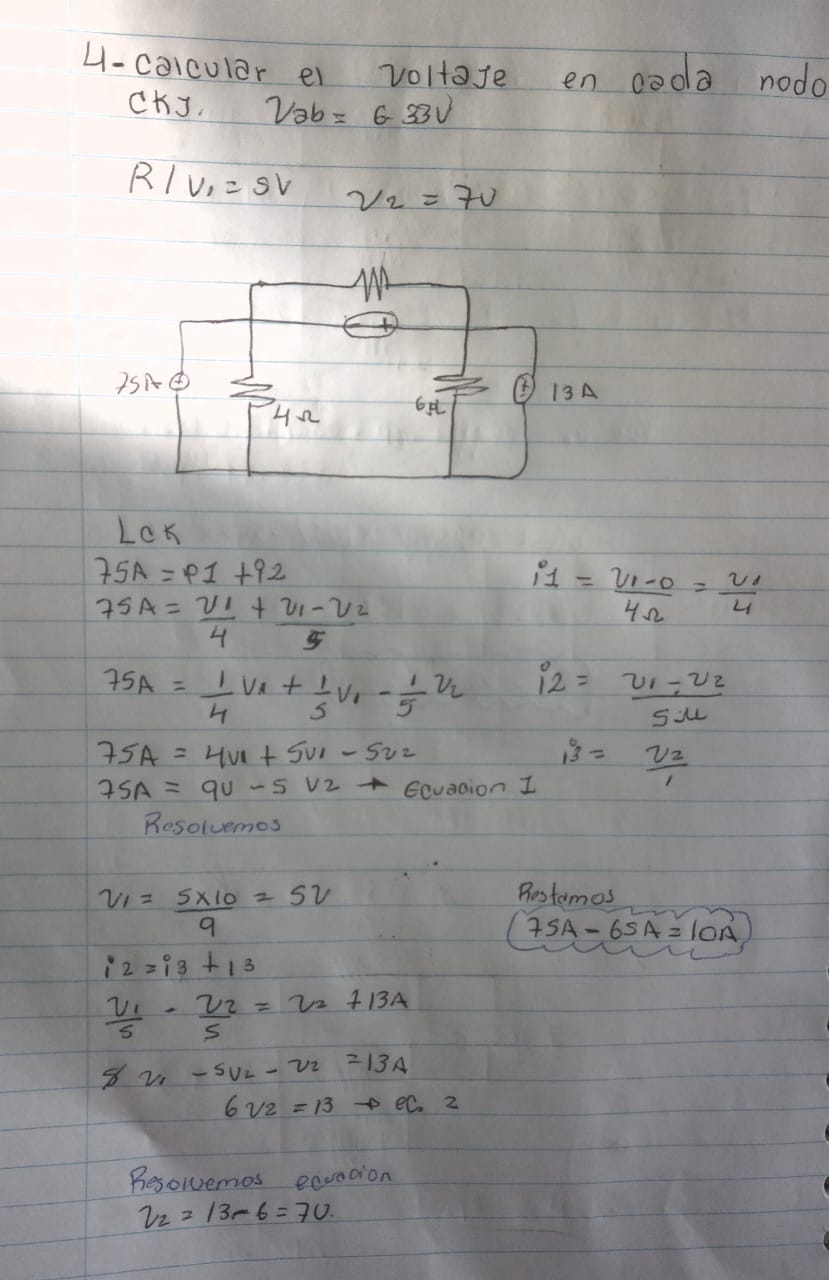 4- calcular el voltaje en cada nodo
CKJ. Vab = 6.33V
R/ V1 = 5V V2 = 7V
75A
4Ω
6Ω
13A
LCK
75A = i1 + i2
i1 = V1-0/4Ω = V1/4
75A = V1/4 + V1-V2/5
75A = 1/4 V1 + 1/5 V1 - 1/5 V2
i2 = V1-V2/5
75A = 4V1 + 5V1 - 5V2
i3 = V2/1
75A = 9V - 5 V2 → Ecuacion 1
Resolvemos
V1 = 5x10/9 = 5V
Restamos
75A - 65A = 10A
i2 = i3 + 13
V1/5 - V2/5 = V2 + 13A
V1 - 5V2 - V2 = 13A
6V2 = 13 → ec. 2
Resolvemos ecuacion
V2 = 13-6 = 7V.